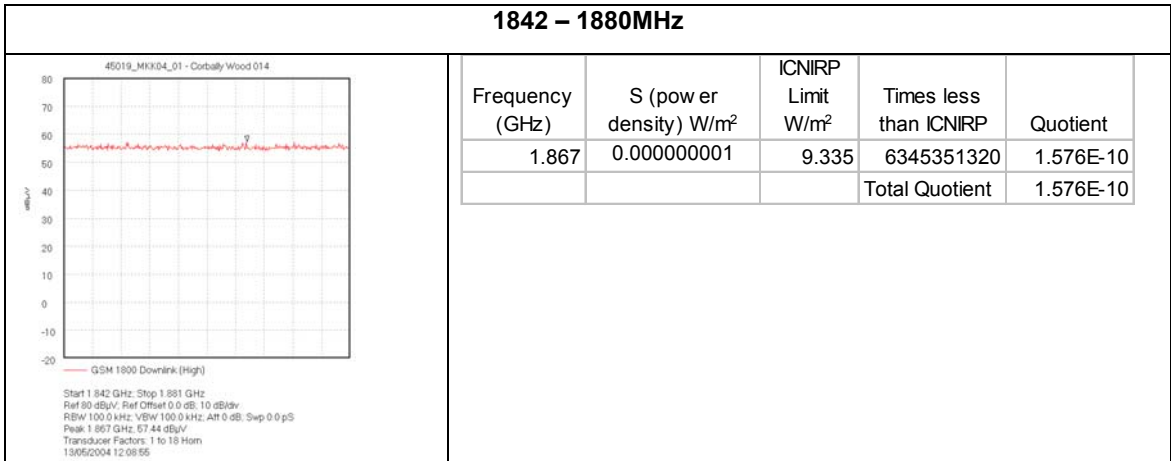 1842 – 1880MHz
45019_MKK04_01 - Corbally Wood 014
80
70
60
50
40
30
20
10
0
-10
-20
dBµV
GSM 1800 Downlink (High)
Start 1.842 GHz; Stop 1.881 GHz
Ref 80 dBµV; Ref Offset 0.0 dB; 10 dB/div
RBW 100.0 kHz; VBW 100.0 kHz; Att 0 dB; Swp 0.0 pS
Peak 1.867 GHz, 57.44 dBµV
Transducer Factors: 1 to 18 Horn
13/05/2004 12:08:55
Frequency (GHz) S (power density) W/m² ICNIRP Limit W/m² Times less than ICNIRP Quotient
1.867 0.000000001 9.335 6345351320 1.576E-10
Total Quotient 1.576E-10